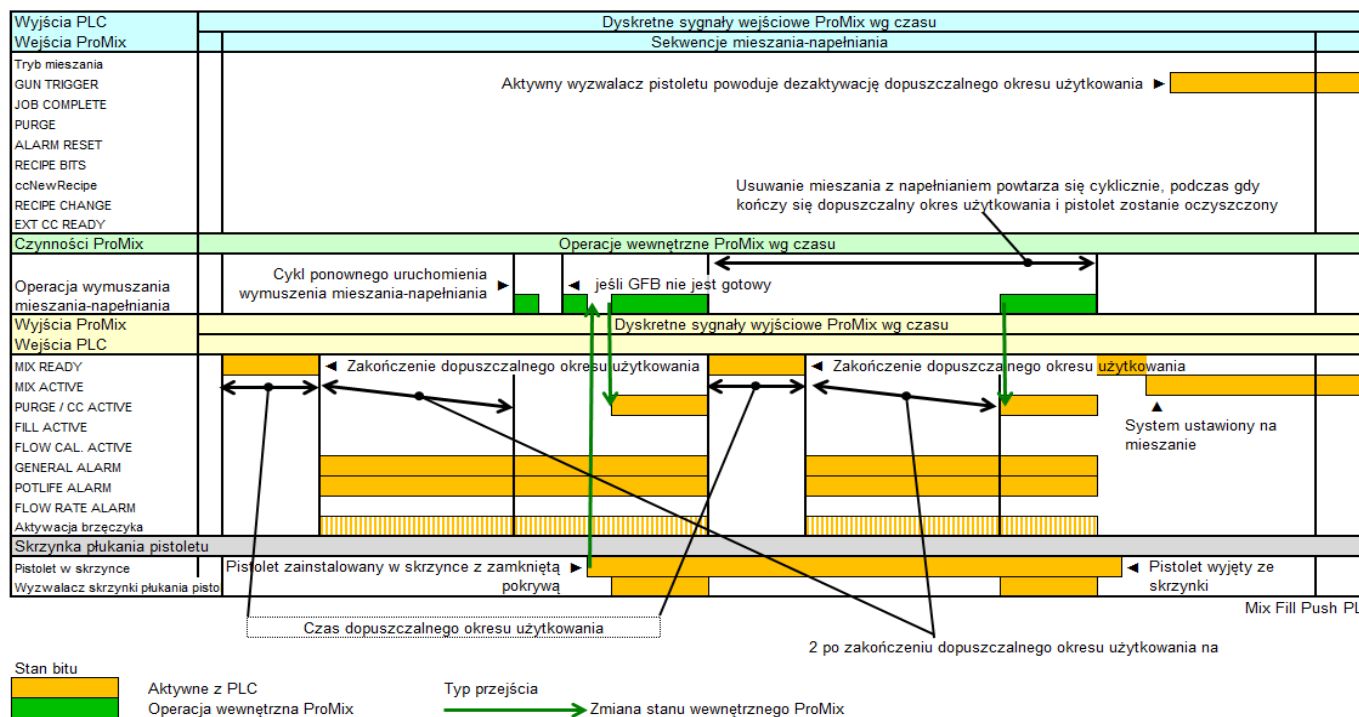 Wyjścia PLC
Dyskretne sygnały wejściowe ProMix wg czasu
Wejścia ProMix
Sekwencje mieszania-napełniania
Tryb mieszania
GUN TRIGGER
Aktywny wyzwalacz pistoletu powoduje dezaktywację dopuszczalnego okresu użytkowania
JOB COMPLETE
PURGE
ALARM RESET
RECIPE BITS
ccNewRecipe
RECIPE CHANGE
EXT CC READY
Usuwanie mieszania z napełnianiem powtarza się cyklicznie, podczas gdy
kończy się dopuszczalny okres użytkowania i pistolet zostanie oczyszczony
Czynności ProMix
Operacje wewnętrzne ProMix wg czasu
Operacja wymuszania
mieszania-napełniania
Cykl ponownego uruchomienia
wymuszenia mieszania-napełniania
jeśli GFB nie jest gotowy
Wyjścia ProMix
Dyskretne sygnały wyjściowe ProMix wg czasu
Wejścia PLC
MIX READY
Zakończenie dopuszczalnego okresu użytkowania
Zakończenie dopuszczalnego okresu użytkowania
MIX ACTIVE
PURGE / CC ACTIVE
FILL ACTIVE
FLOW CAL. ACTIVE
GENERAL ALARM
POTLIFE ALARM
FLOW RATE ALARM
Aktywacja brzęczyka
System ustawiony na
mieszanie
Skrzynka płukania pistoletu
Pistolet w skrzynce
Wyzwalacz skrzynki płukania pisto
Pistolet zainstalowany w skrzynce z zamkniętą
pokrywą
Pistolet wyjęty ze
skrzynki
Mix Fill Push PL
Czas dopuszczalnego okresu użytkowania
2 po zakończeniu dopuszczalnego okresu użytkowania na
Stan bitu
Aktywne z PLC
Operacja wewnętrzna ProMix
Typ przejścia
Zmiana stanu wewnętrznego ProMix